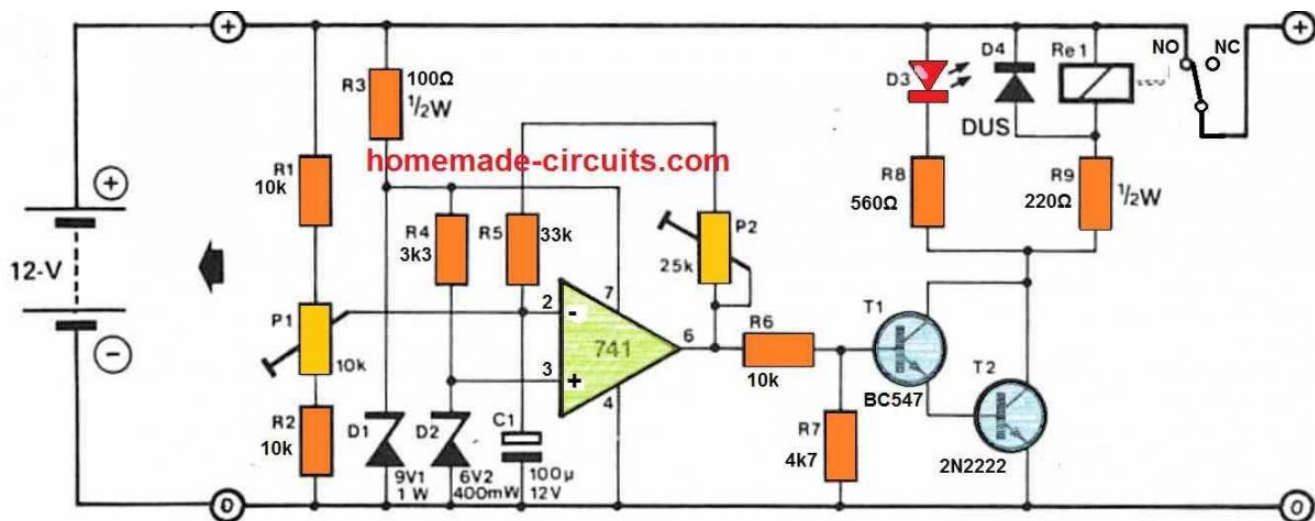 +
+
NO
NC
D4
Re 1
D3
DUS
R3
100Ω
1/2W
homemade-circuits.com
R1
10k
+
12-V
−
R4
3k3
R5
33k
P2
25k
R8
560Ω
R9
220Ω
1/2W
P1
10k
2
-
7
741
6
3
+
4
R6
10k
T1
BC547
T2
2N2222
R2
10k
D1
9V1
1 W
D2
6V2
400mW
C1
100µ
12V
R7
4k7
0
0